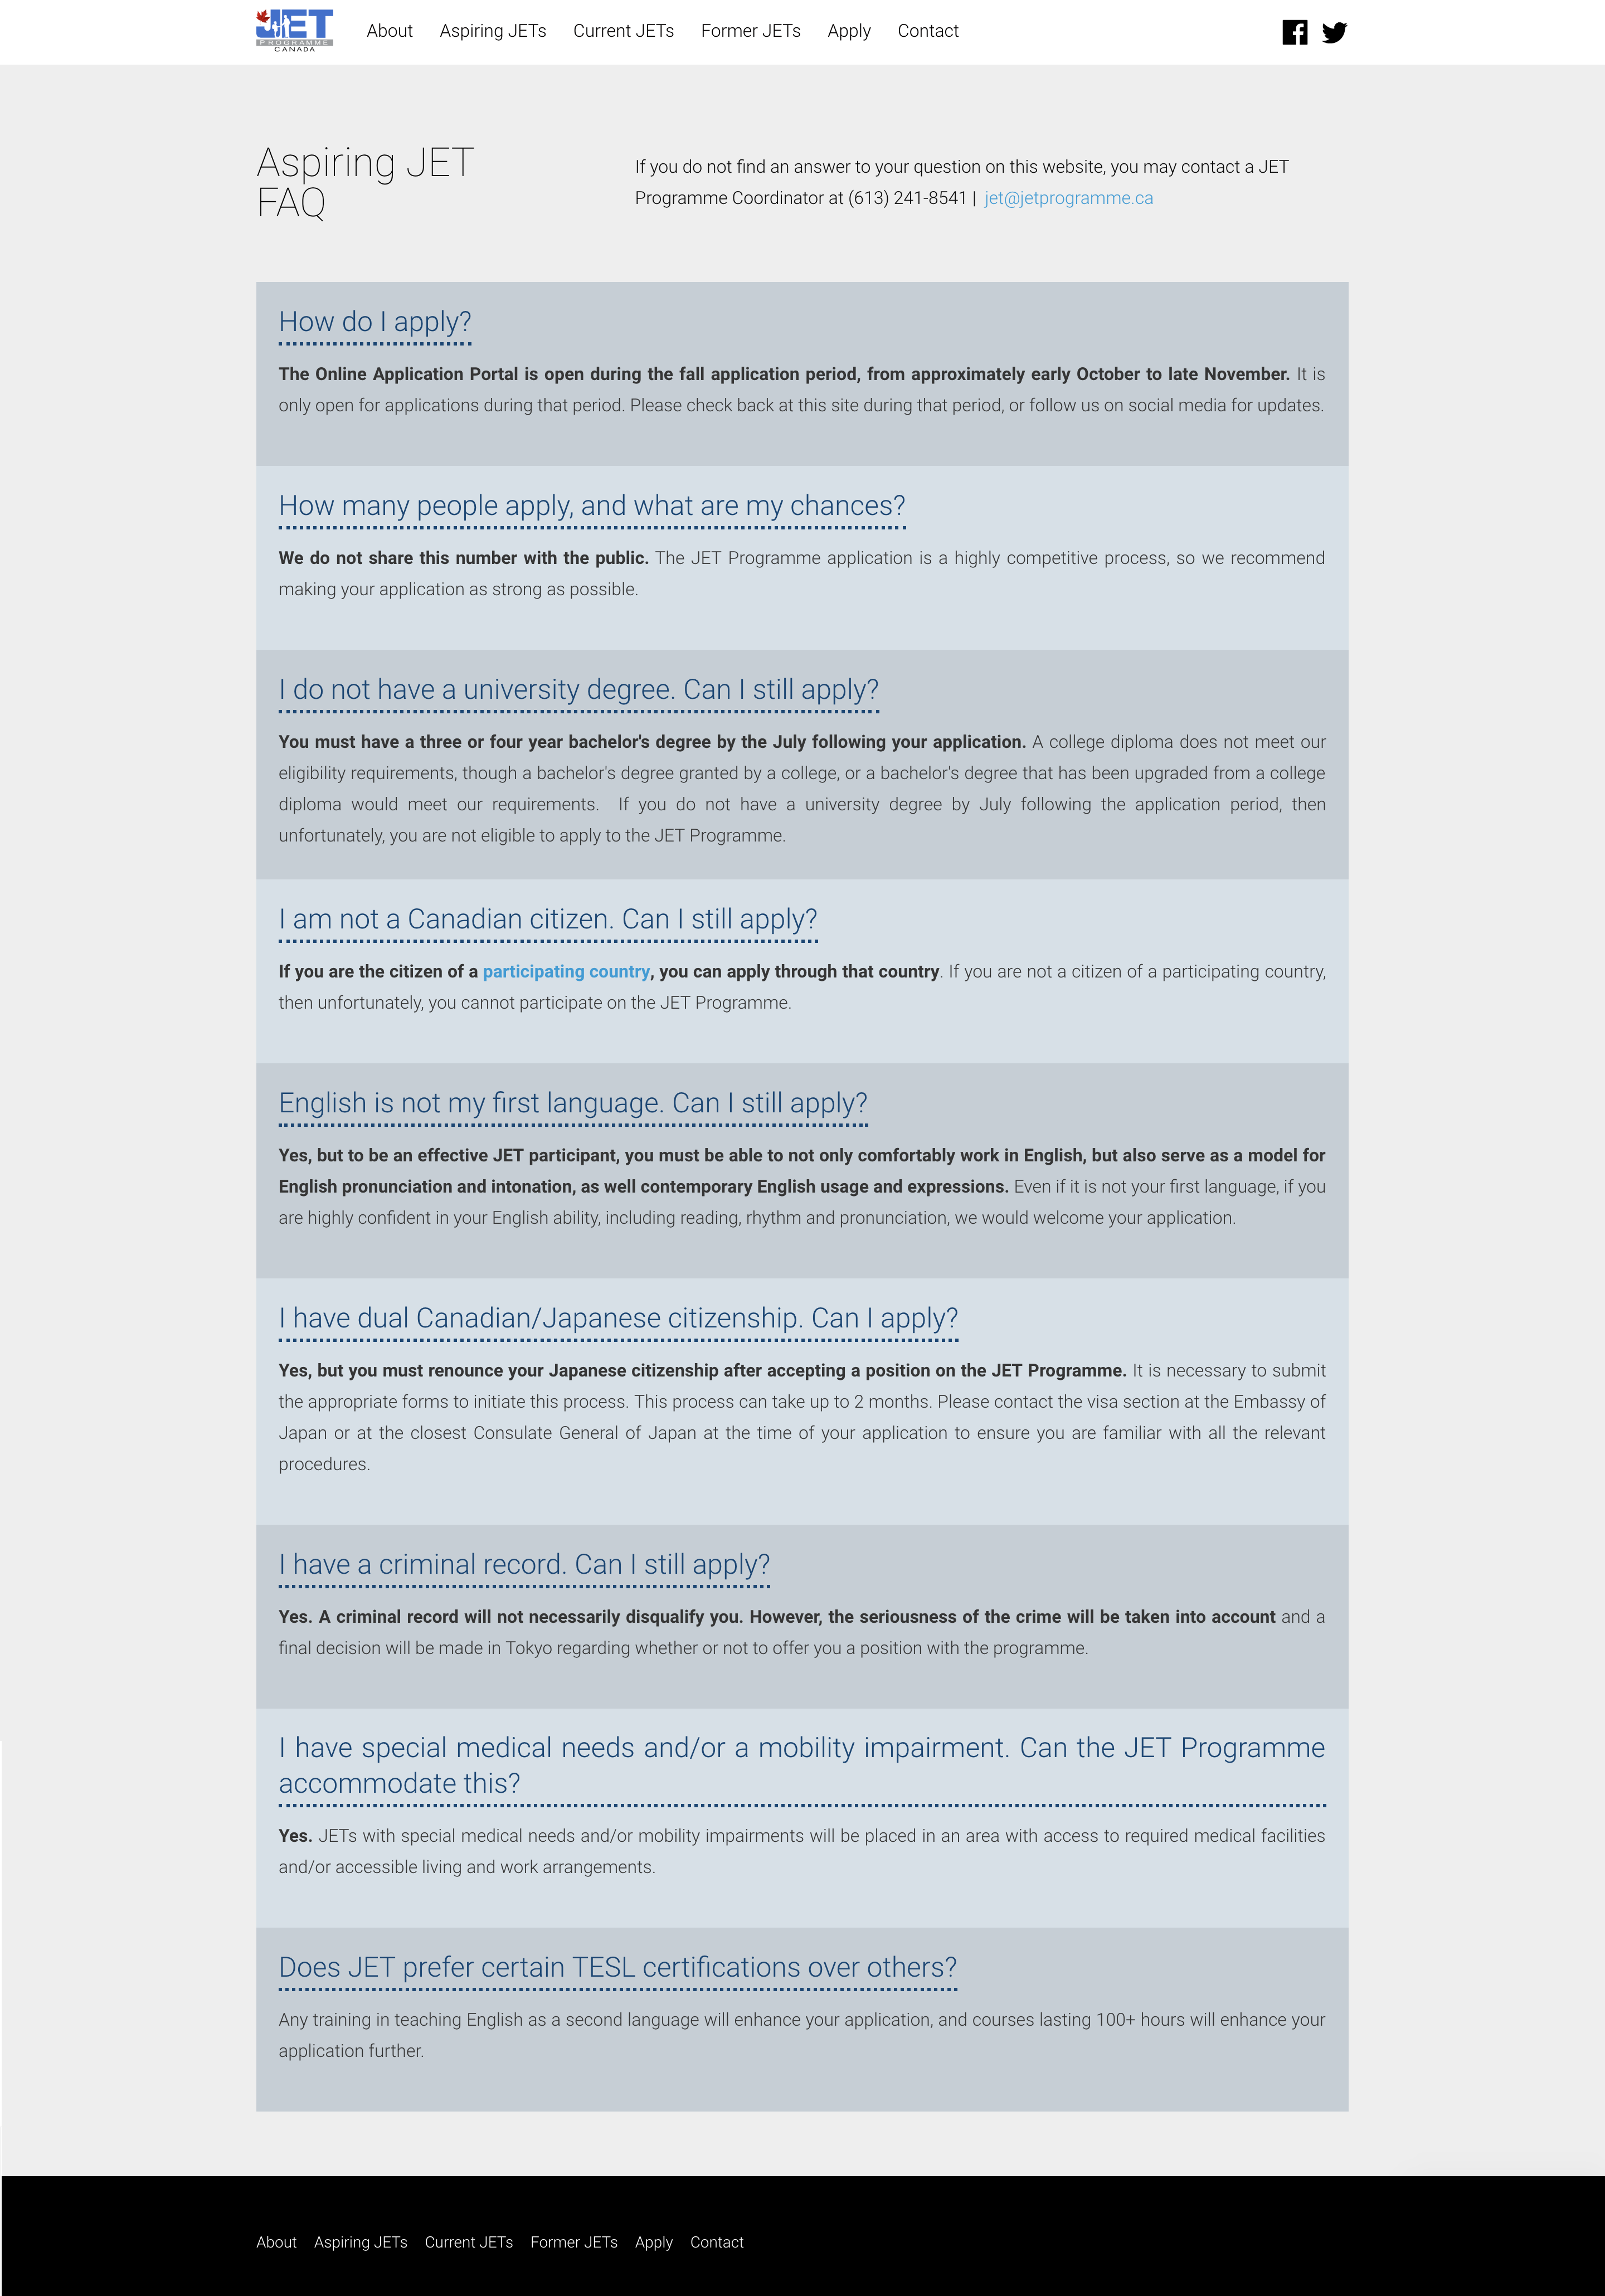 JET
PROGRAMME
CANADA
About Aspiring JETs Current JETs Former JETs Apply Contact
Aspiring JET
FAQ
If you do not find an answer to your question on this website, you may contact a JET
Programme Coordinator at (613) 241-8541 | jet@jetprogramme.ca
How do I apply?
The Online Application Portal is open during the fall application period, from approximately early October to late November. It is
only open for applications during that period. Please check back at this site during that period, or follow us on social media for updates.
How many people apply, and what are my chances?
We do not share this number with the public. The JET Programme application is a highly competitive process, so we recommend
making your application as strong as possible.
I do not have a university degree. Can I still apply?
You must have a three or four year bachelor's degree by the July following your application. A college diploma does not meet our
eligibility requirements, though a bachelor's degree granted by a college, or a bachelor's degree that has been upgraded from a college
diploma would meet our requirements. If you do not have a university degree by July following the application period, then
unfortunately, you are not eligible to apply to the JET Programme.
I am not a Canadian citizen. Can I still apply?
If you are the citizen of a participating country, you can apply through that country. If you are not a citizen of a participating country,
then unfortunately, you cannot participate on the JET Programme.
English is not my first language. Can I still apply?
Yes, but to be an effective JET participant, you must be able to not only comfortably work in English, but also serve as a model for
English pronunciation and intonation, as well contemporary English usage and expressions. Even if it is not your first language, if you
are highly confident in your English ability, including reading, rhythm and pronunciation, we would welcome your application.
I have dual Canadian/Japanese citizenship. Can I apply?
Yes, but you must renounce your Japanese citizenship after accepting a position on the JET Programme. It is necessary to submit
the appropriate forms to initiate this process. This process can take up to 2 months. Please contact the visa section at the Embassy of
Japan or at the closest Consulate General of Japan at the time of your application to ensure you are familiar with all the relevant
procedures.
I have a criminal record. Can I still apply?
Yes. A criminal record will not necessarily disqualify you. However, the seriousness of the crime will be taken into account and a
final decision will be made in Tokyo regarding whether or not to offer you a position with the programme.
I have special medical needs and/or a mobility impairment. Can the JET Programme
accommodate this?
Yes. JETs with special medical needs and/or mobility impairments will be placed in an area with access to required medical facilities
and/or accessible living and work arrangements.
Does JET prefer certain TESL certifications over others?
Any training in teaching English as a second language will enhance your application, and courses lasting 100+ hours will enhance your
application further.
About Aspiring JETs Current JETs Former JETs Apply Contact